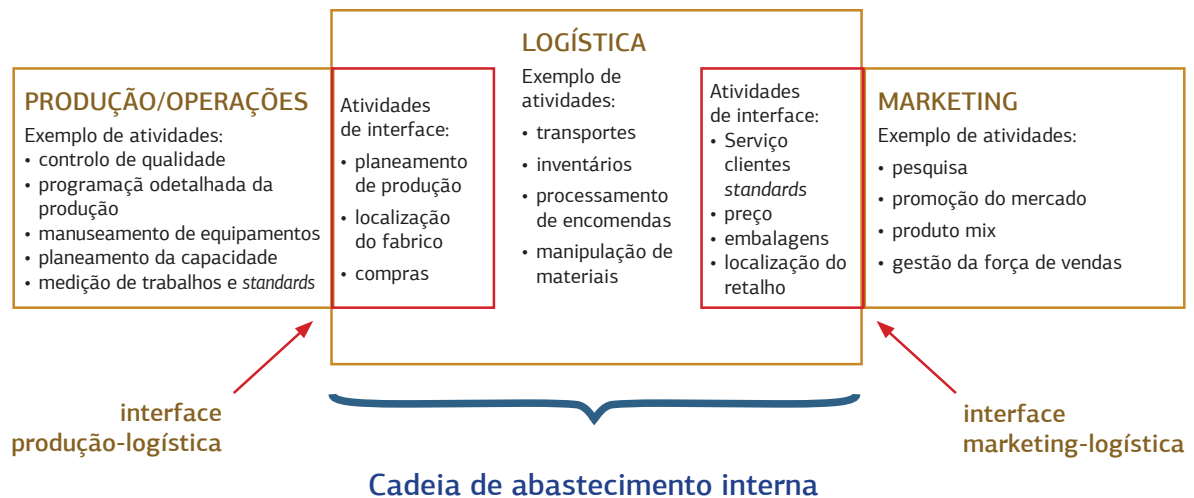 PRODUÇÃO/OPERAÇÕES
Exemplo de atividades:
• controlo de qualidade
• programaçã odetalhada da
produção
• manuseamento de equipamentos
• planeamento da capacidade
• medição de trabalhos e standards
Atividades
de interface:
• planeamento
de produção
• localização
do fabrico
• compras
LOGÍSTICA
Exemplo de
atividades:
• transportes
• inventários
• processamento
de encomendas
• manipulação de
materiais
Atividades
de interface:
• Serviço
clientes
standards
• preço
• embalagens
• localização do
retalho
MARKETING
Exemplo de atividades:
• pesquisa
• promoção do mercado
• produto mix
• gestão da força de vendas
interface
produção-logística
interface
marketing-logística
Cadeia de abastecimento interna